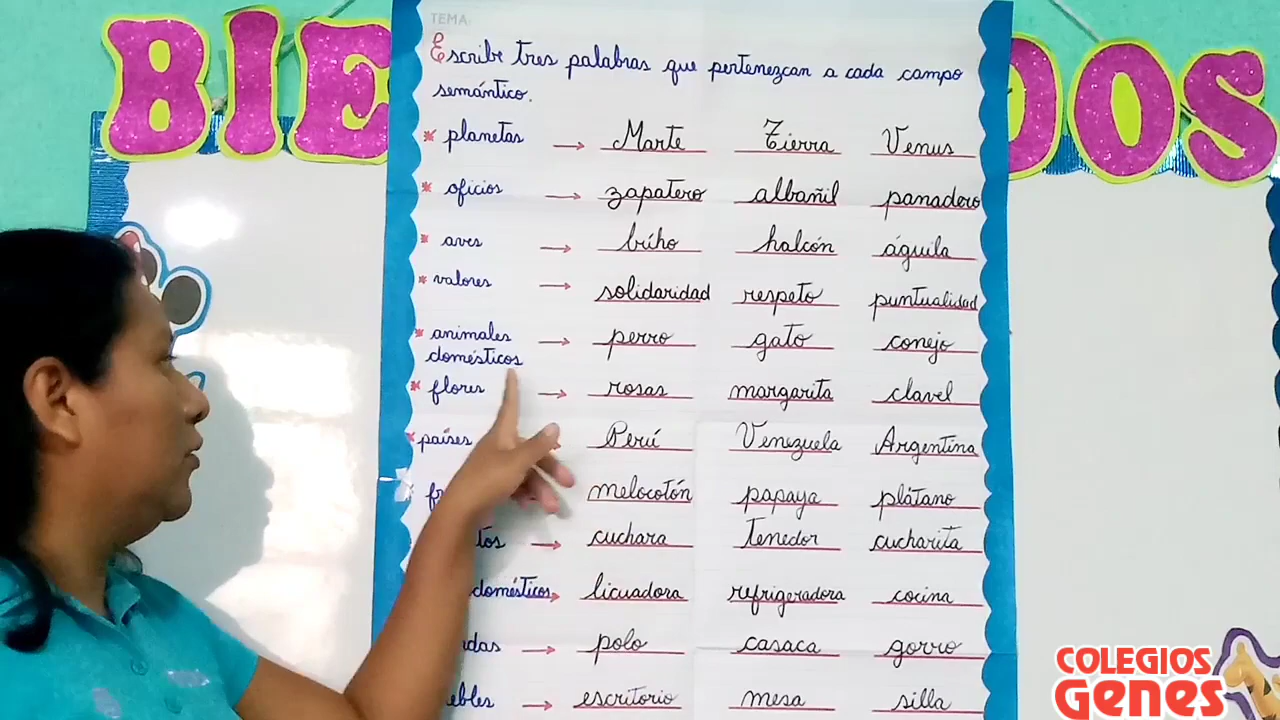 BIE DOS
TEMA:
Escribe tres palabras que pertenezcan a cada campo
semántico.
* planetas → Marte Tierra Venus
* oficios → zapatero albañil panadero
* aves → búho halcón águila
* valores → solidaridad respeto puntualidad
* animales
domésticos → perro gato conejo
* flores → rosas margarita clavel
* países → Perú Venezuela Argentina
melocotón papaya plátano
tos → cuchara Tenedor cucharita
domésticos → licuadora refrigeradora cocina
das → polo casaca gorro
ebles → escritorio mesa silla
COLEGIOS
GENES